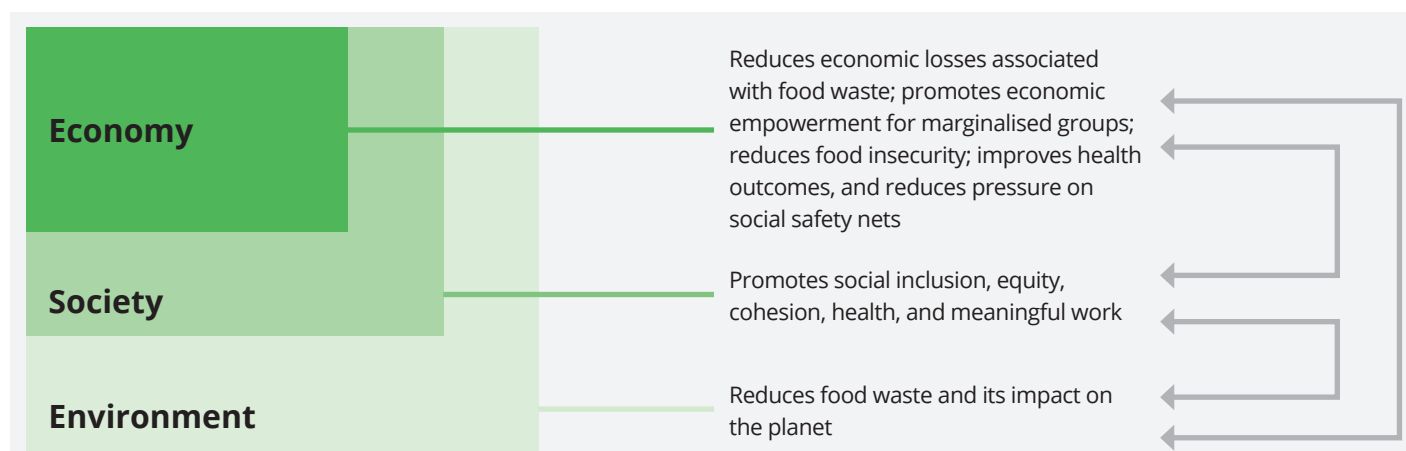 Economy
Reduces economic losses associated
with food waste; promotes economic
empowerment for marginalised groups;
reduces food insecurity; improves health
outcomes, and reduces pressure on
social safety nets
Society
Promotes social inclusion, equity,
cohesion, health, and meaningful work
Environment
Reduces food waste and its impact on
the planet